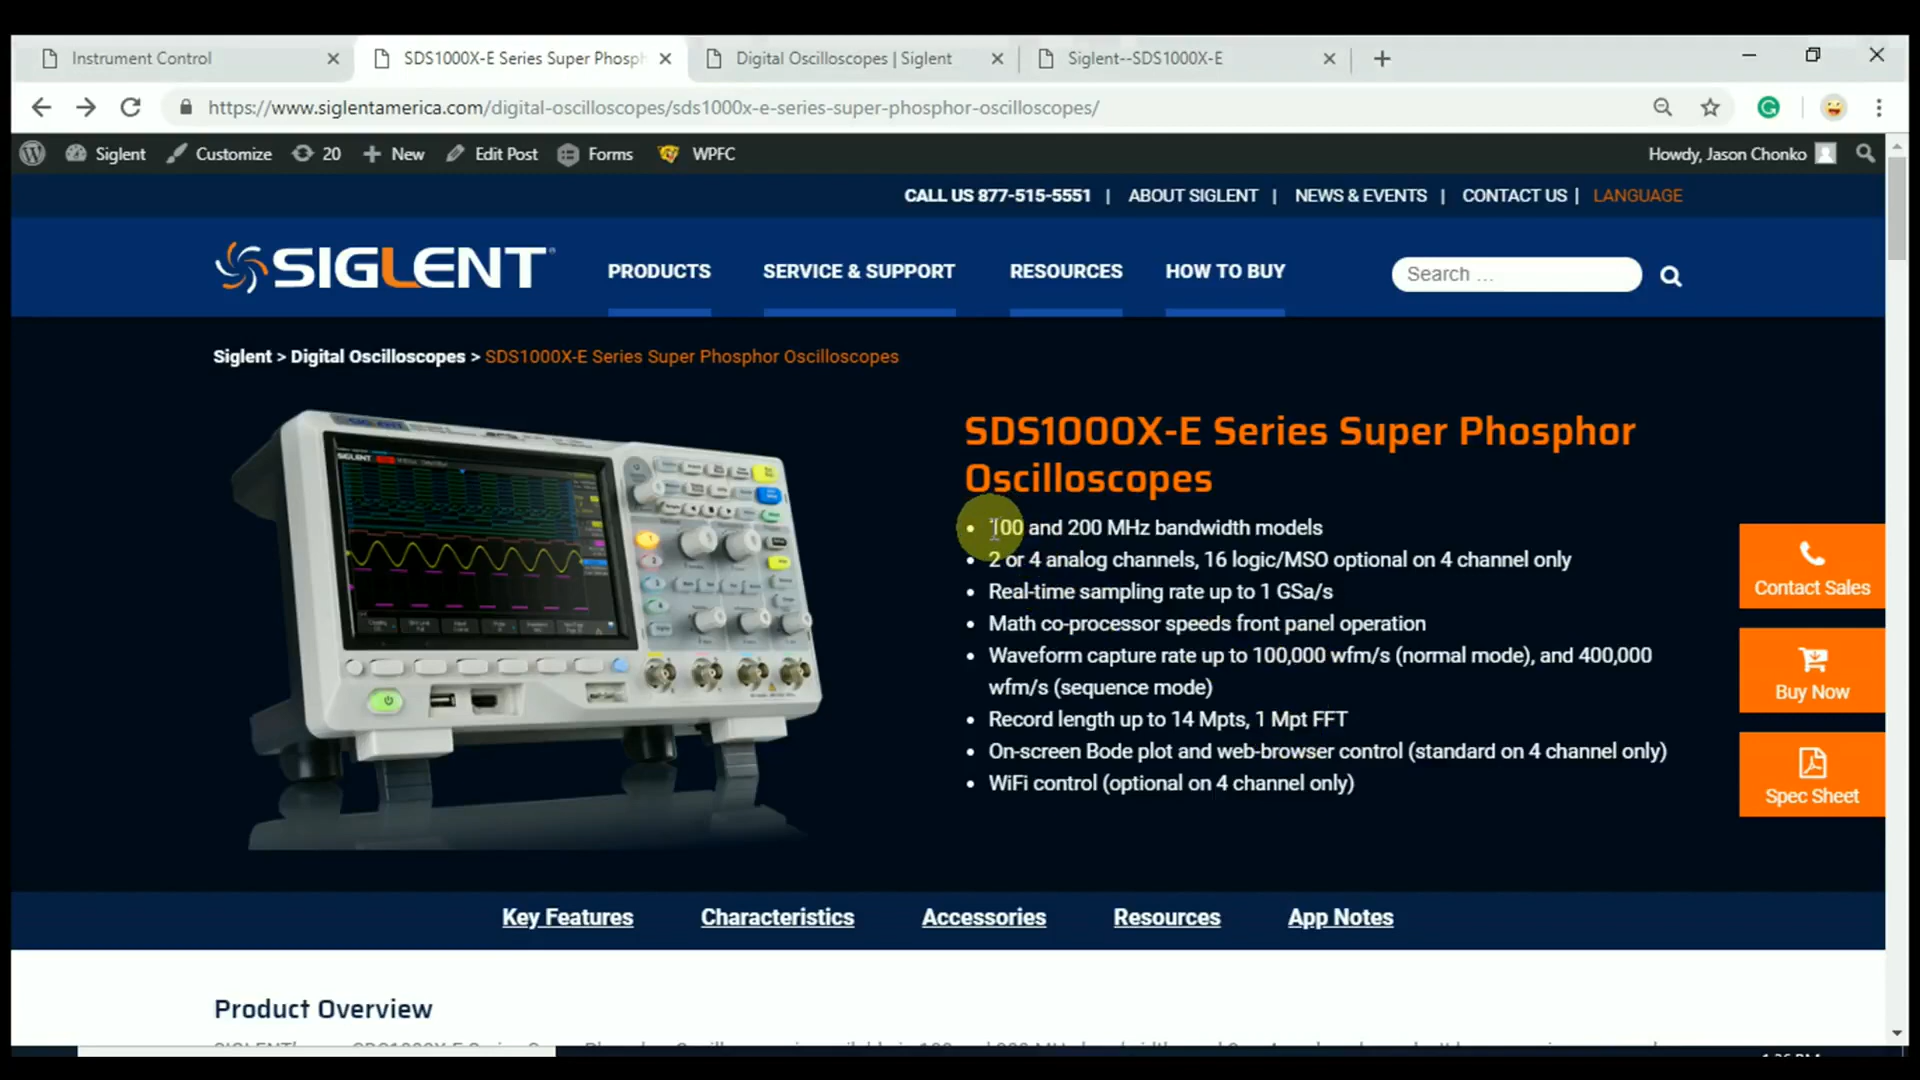 Instrument Control
SDS1000X-E Series Super Phosph
Digital Oscilloscopes | Siglent
Siglent--SDS1000X-E
https://www.siglentamerica.com/digital-oscilloscopes/sds1000x-e-series-super-phosphor-oscilloscopes/
Siglent Customize 20 New Edit Post Forms WPFC Howdy, Jason Chonko
CALL US 877-515-5551 | ABOUT SIGLENT | NEWS & EVENTS | CONTACT US | LANGUAGE
SIGLENT PRODUCTS SERVICE & SUPPORT RESOURCES HOW TO BUY Search ...
Siglent > Digital Oscilloscopes > SDS1000X-E Series Super Phosphor Oscilloscopes
SIGLENT
SDS1000X-E Series Super Phosphor
Oscilloscopes
• 100 and 200 MHz bandwidth models
• 2 or 4 analog channels, 16 logic/MSO optional on 4 channel only
• Real-time sampling rate up to 1 GSa/s
• Math co-processor speeds front panel operation
• Waveform capture rate up to 100,000 wfm/s (normal mode), and 400,000
wfm/s (sequence mode)
• Record length up to 14 Mpts, 1 Mpt FFT
• On-screen Bode plot and web-browser control (standard on 4 channel only)
• WiFi control (optional on 4 channel only)
Contact Sales
Buy Now
Spec Sheet
Key Features Characteristics Accessories Resources App Notes
Product Overview